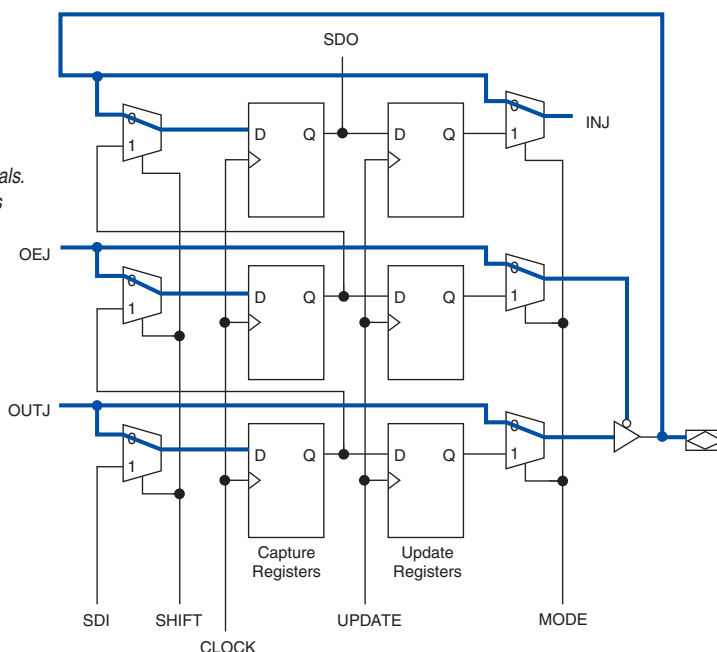 SDO
0
1
D Q
D Q
0
1
INJ
als.
s
OEJ
0
1
D Q
D Q
0
1
OUTJ
0
1
D Q
D Q
0
1
Capture
Registers
Update
Registers
SDI
SHIFT
CLOCK
UPDATE
MODE